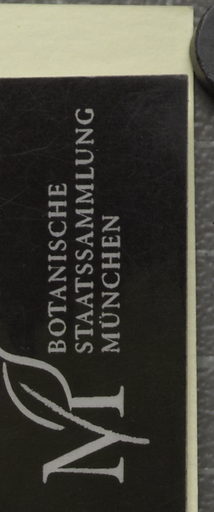 BOTANISCHE
STAATSSAMMLUNG
MÜNCHEN
M